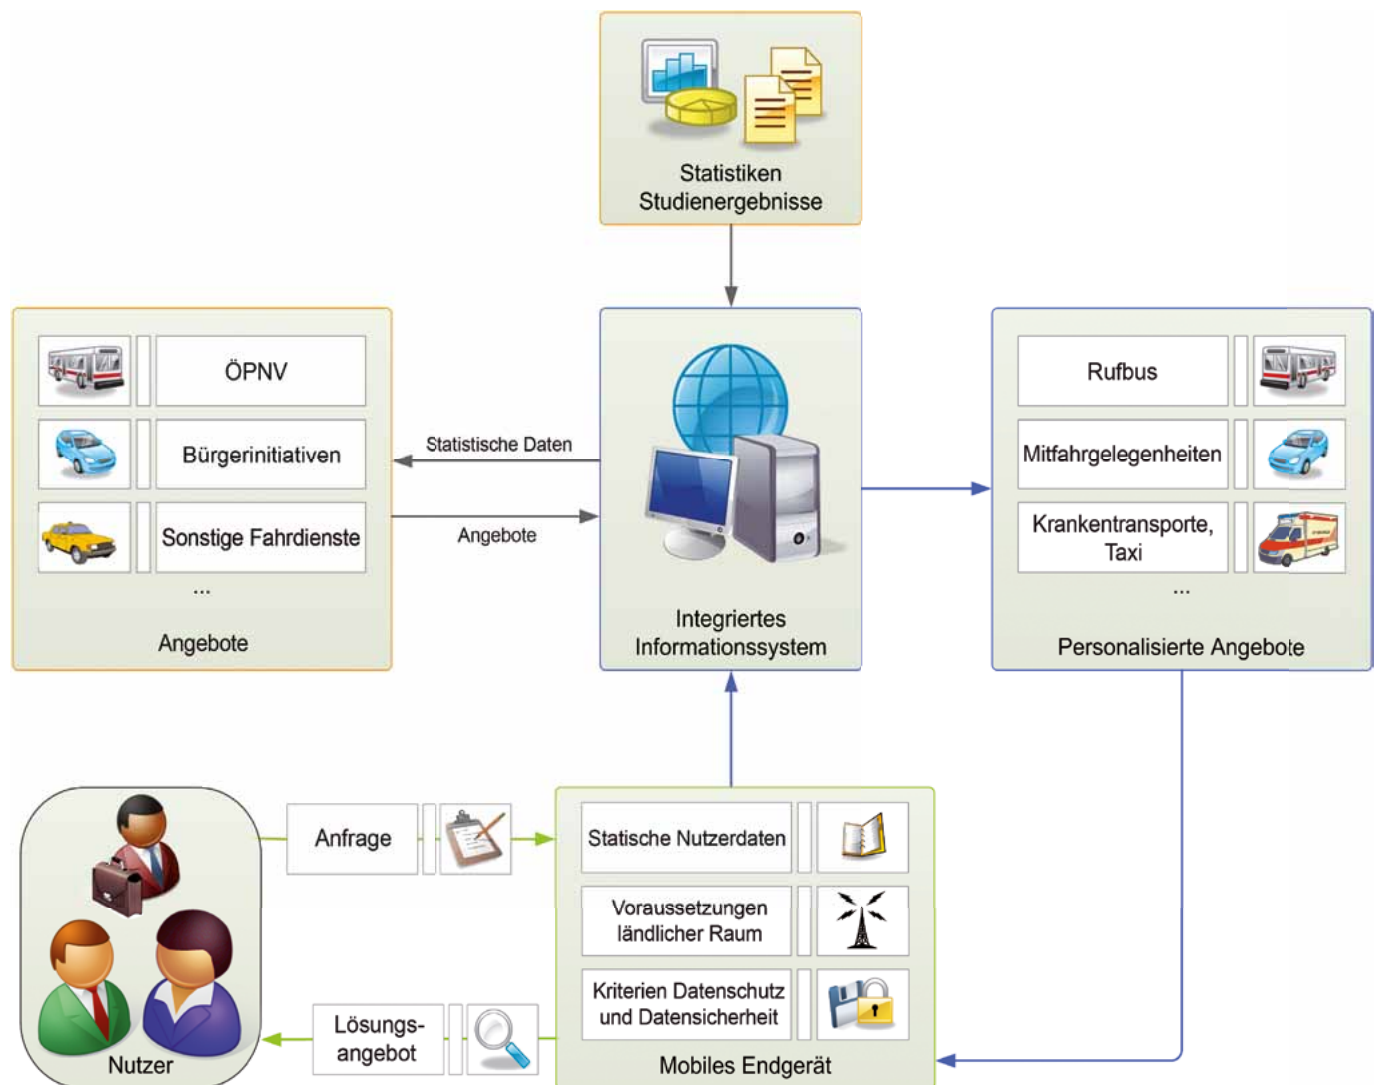 Statistiken
Studienergebnisse
ÖPNV
Bürgerinitiativen
Sonstige Fahrdienste
...
Angebote
Statistische Daten
Angebote
Integriertes
Informationssystem
Rufbus
Mitfahrgelegenheiten
Krankentransporte,
Taxi
...
Personalisierte Angebote
Nutzer
Anfrage
Lösungs-
angebot
Statische Nutzerdaten
Voraussetzungen
ländlicher Raum
Kriterien Datenschutz
und Datensicherheit
Mobiles Endgerät